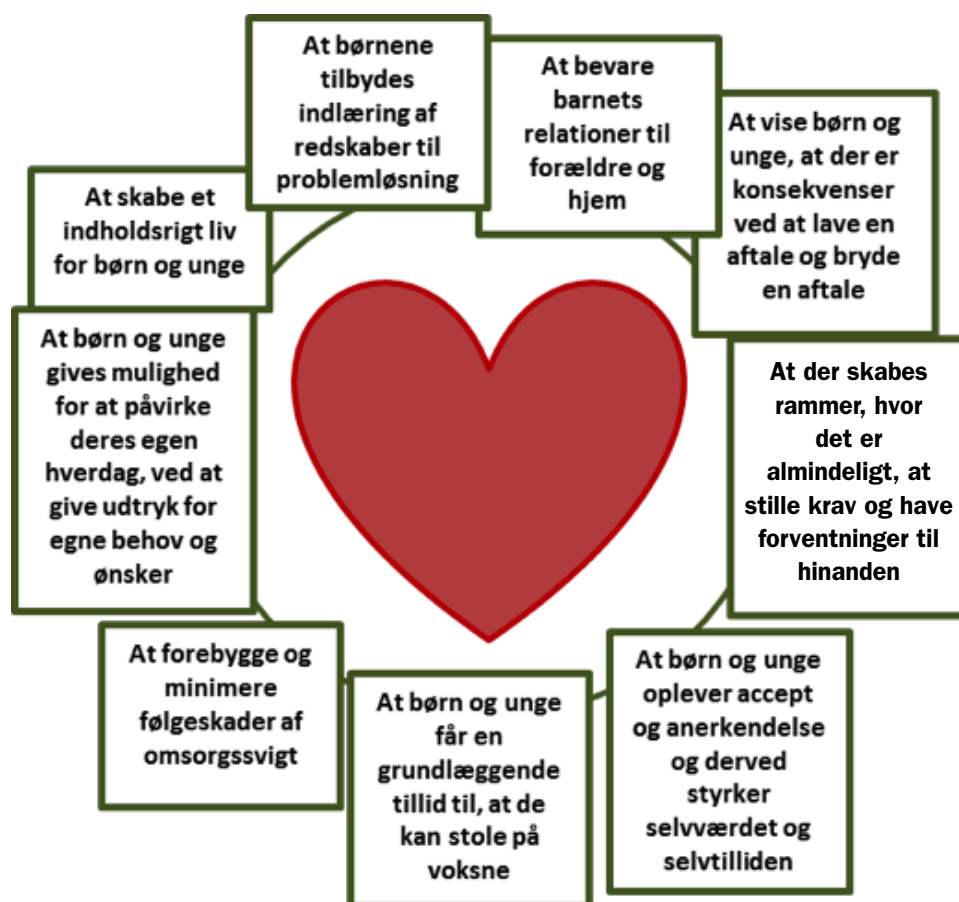 At børnene
tilbydes
indlæring af
redskaber til
problemløsning
At bevare
barnets
relationer til
forældre og
hjem
At vise børn og
unge, at der er
konsekvenser
ved at lave en
aftale og bryde
en aftale
At der skabes
rammer, hvor
det er
almindeligt, at
stille krav og have
forventninger til
hinanden
At børn og unge
oplever accept
og anerkendelse
og derved
styrker
selvværdet og
selvtilliden
At børn og unge
får en
grundlæggende
tillid til, at de
kan stole på
voksne
At forebygge og
minimere
følgeskader af
omsorgssvigt
At børn og unge
gives mulighed
for at påvirke
deres egen
hverdag, ved at
give udtryk for
egne behov og
ønsker
At skabe et
indholdsrigt liv
for børn og unge